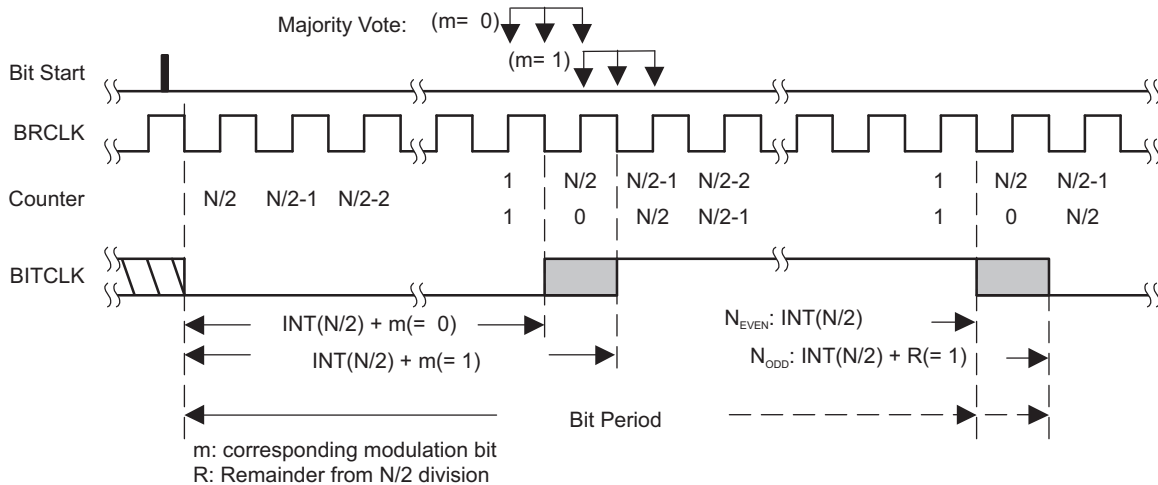 Majority Vote: (m= 0)
(m= 1)
Bit Start
BRCLK
Counter
N/2 N/2-1 N/2-2 1 N/2 N/2-1 N/2-2 1 N/2 N/2-1
1 0 N/2 N/2-1 1 0 N/2
BITCLK
INT(N/2) + m(= 0)
NEVEN: INT(N/2)
INT(N/2) + m(= 1)
NODD: INT(N/2) + R(= 1)
Bit Period
m: corresponding modulation bit
R: Remainder from N/2 division